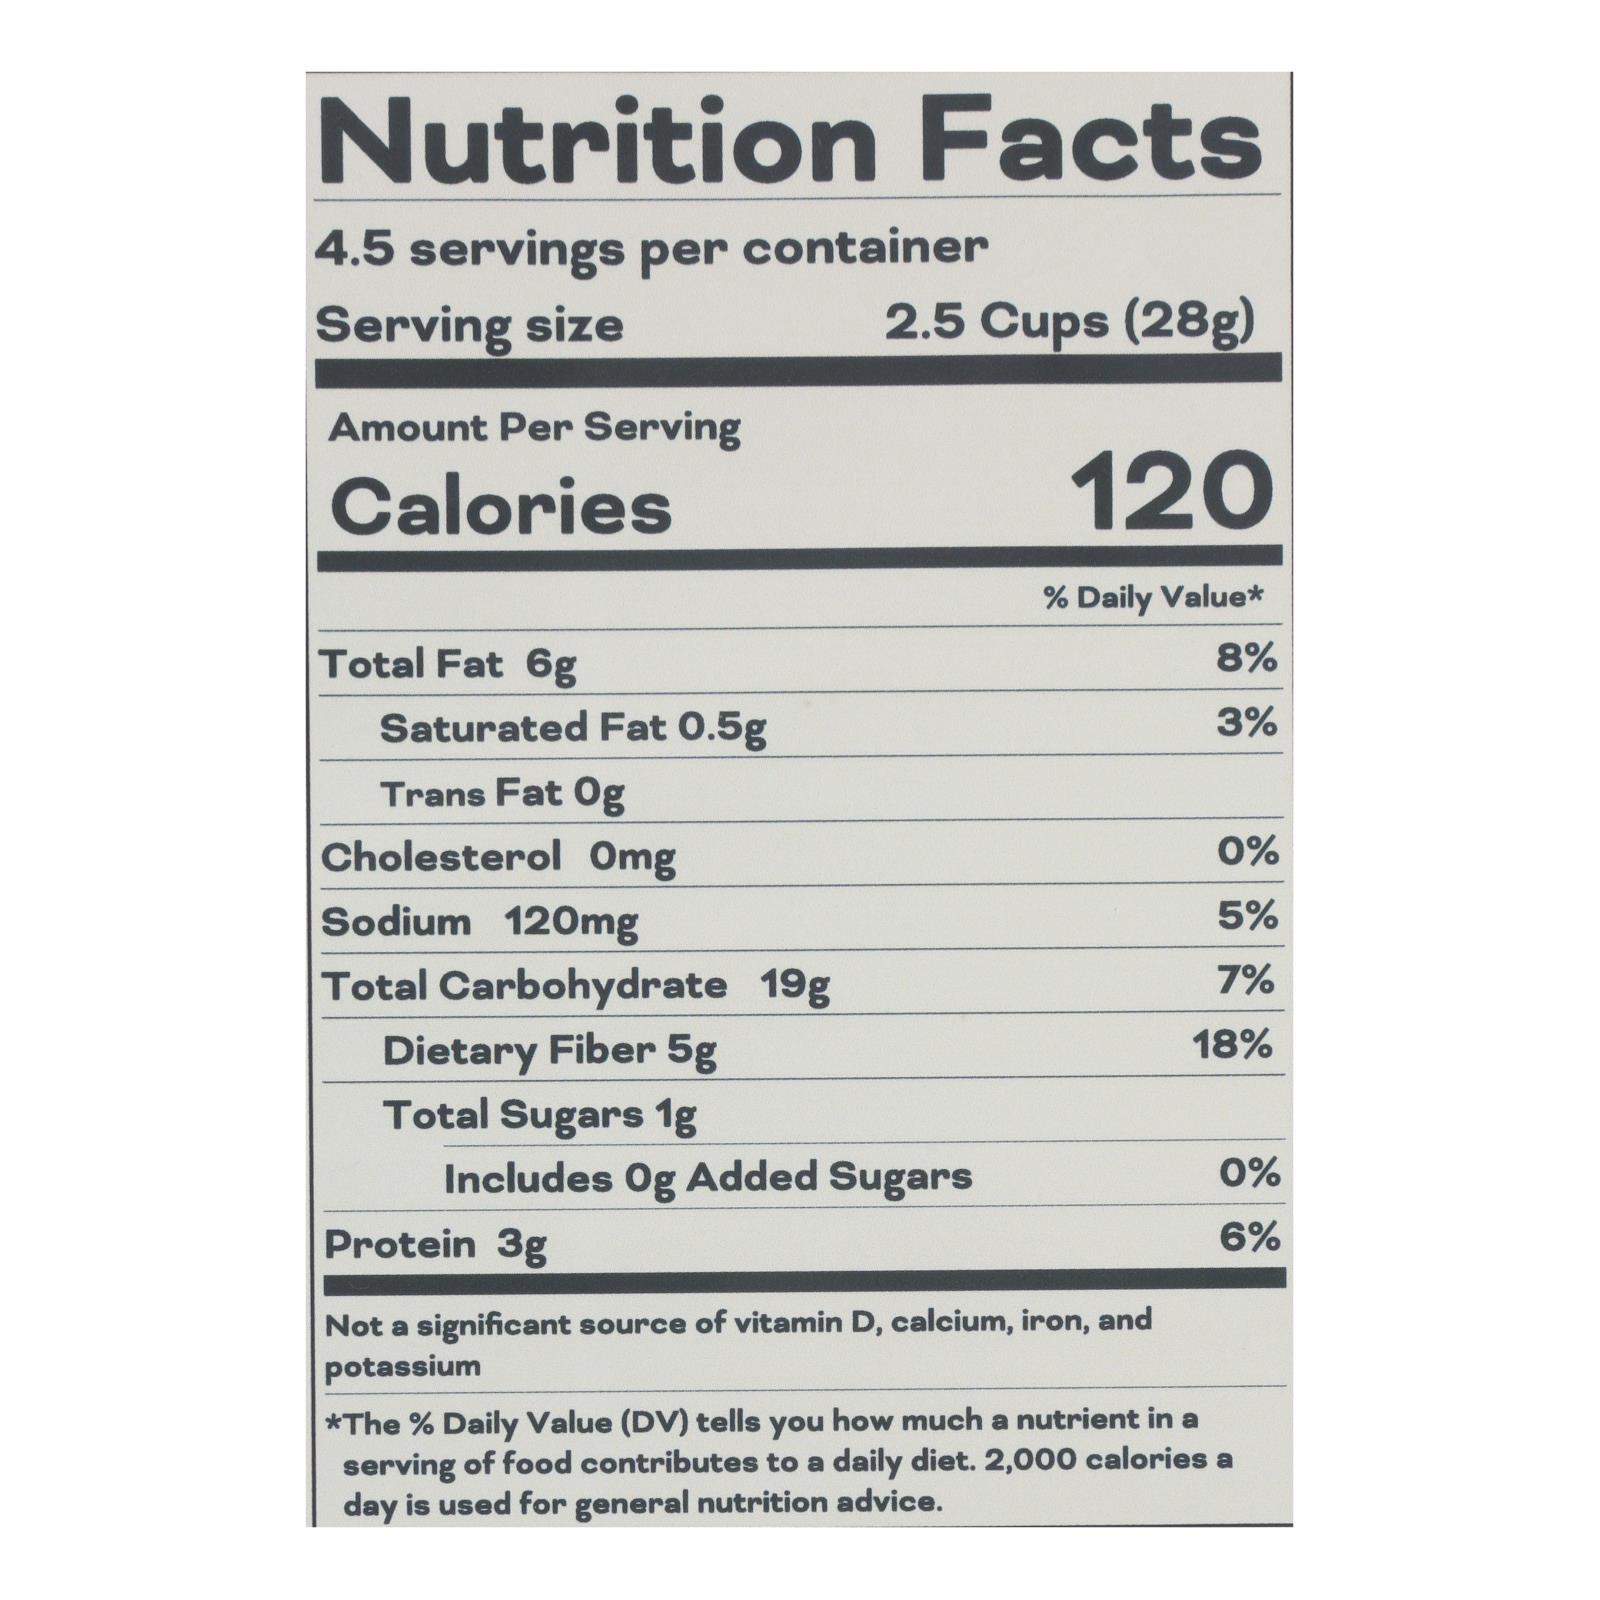 Nutrition Facts
4.5 servings per container
Serving size 2.5 Cups (28g)
Amount Per Serving
Calories 120
% Daily Value*
Total Fat 6g 8%
Saturated Fat 0.5g 3%
Trans Fat 0g
Cholesterol 0mg 0%
Sodium 120mg 5%
Total Carbohydrate 19g 7%
Dietary Fiber 5g 18%
Total Sugars 1g
Includes 0g Added Sugars 0%
Protein 3g 6%
Not a significant source of vitamin D, calcium, iron, and
potassium
*The % Daily Value (DV) tells you how much a nutrient in a
serving of food contributes to a daily diet. 2,000 calories a
day is used for general nutrition advice.